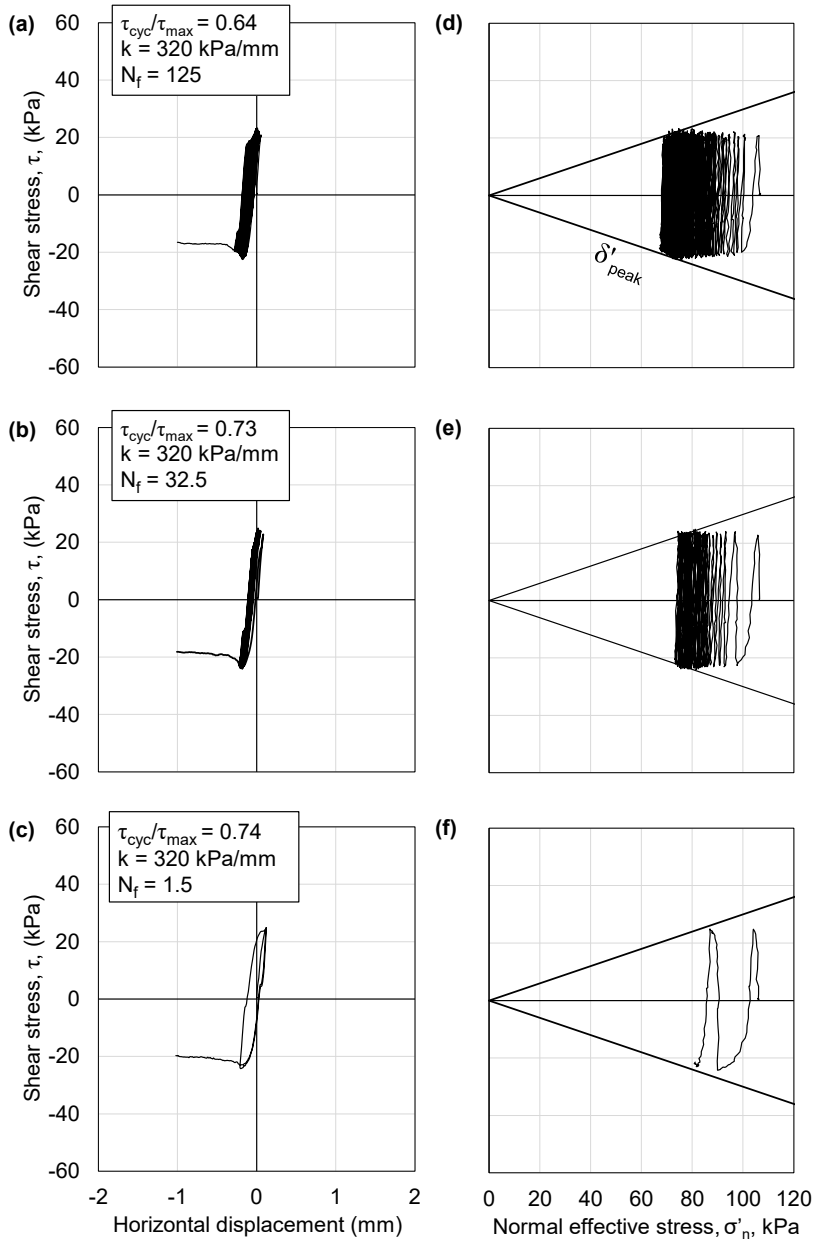 (a)
τcyc/τmax = 0.64
k = 320 kPa/mm
Nf = 125
Shear stress, τ, (kPa)
60
40
20
0
-20
-40
-60
(d)
δ'peak
(b)
τcyc/τmax = 0.73
k = 320 kPa/mm
Nf = 32.5
Shear stress, τ, (kPa)
60
40
20
0
-20
-40
-60
(e)
(c)
τcyc/τmax = 0.74
k = 320 kPa/mm
Nf = 1.5
Shear stress, τ, (kPa)
60
40
20
0
-20
-40
-60
-2 -1 0 1 2
Horizontal displacement (mm)
(f)
0 20 40 60 80 100 120
Normal effective stress, σ'n, kPa